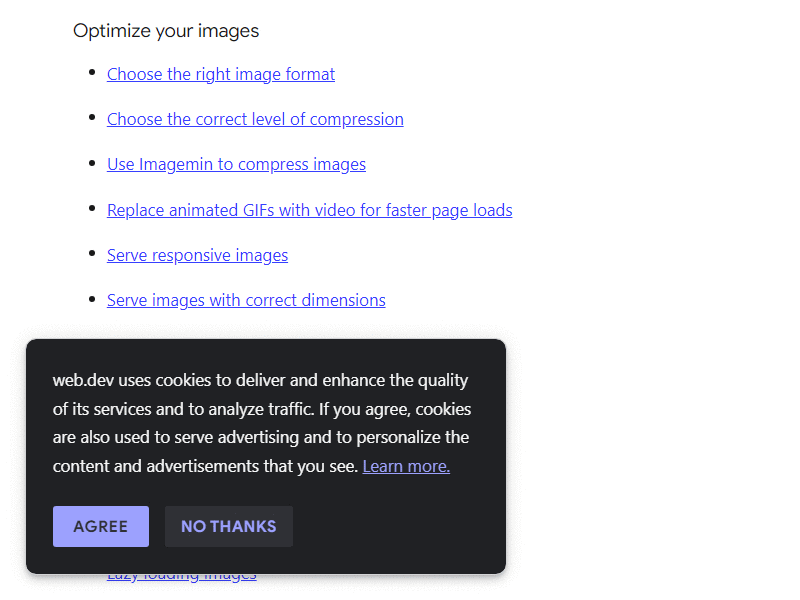 Optimize your images
Choose the right image format
Choose the correct level of compression
Use Imagemin to compress images
Replace animated GIFs with video for faster page loads
Serve responsive images
Serve images with correct dimensions
web.dev uses cookies to deliver and enhance the quality
of its services and to analyze traffic. If you agree, cookies
are also used to serve advertising and to personalize the
content and advertisements that you see. Learn more.
AGREE NO THANKS
Lazy loading images